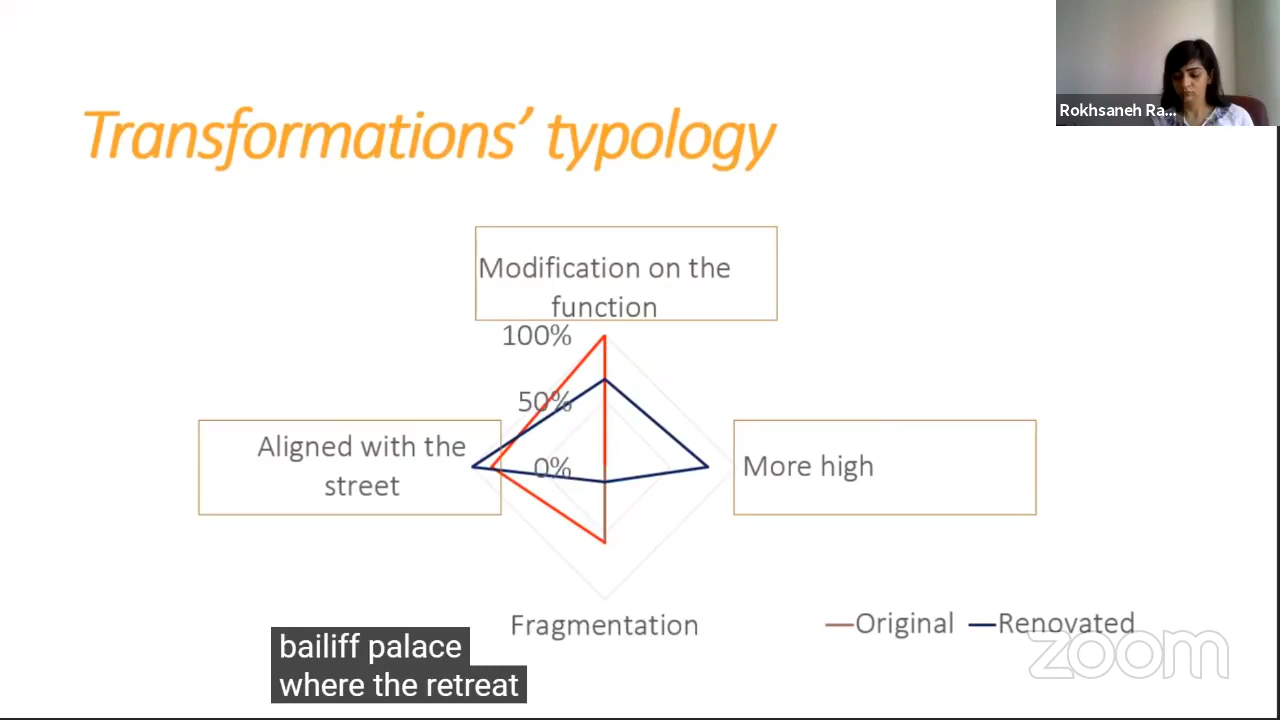 Rokhsaneh Ra...
Transformations’ typology
Modification on the
function
100%
50%
0%
Aligned with the
street
More high
Fragmentation
Original
Renovated
zoom
bailiff palace
where the retreat